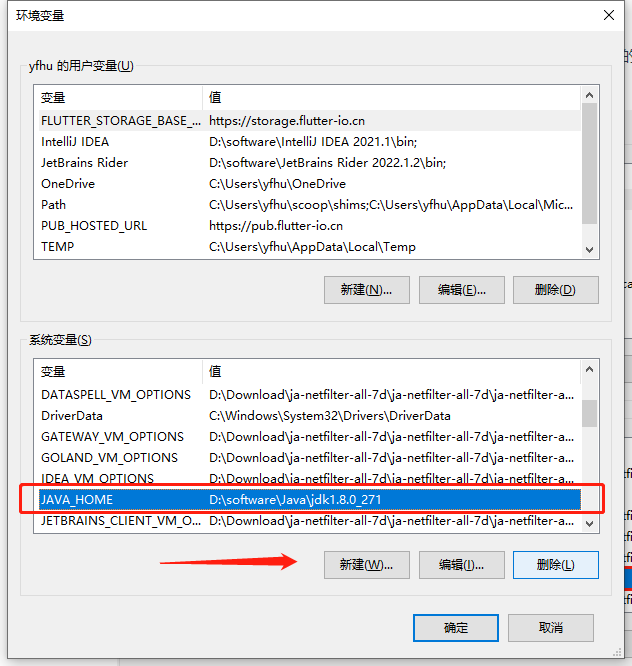 环境变量
yfhu 的用户变量(U)
变量 值
FLUTTER_STORAGE_BASE_... https://storage.flutter-io.cn
IntelliJ IDEA D:\software\IntelliJ IDEA 2021.1\bin;
JetBrains Rider D:\software\JetBrains Rider 2022.1.2\bin;
OneDrive C:\Users\yfhu\OneDrive
Path C:\Users\yfhu\scoop\shims;C:\Users\yfhu\AppData\Local\Mic...
PUB_HOSTED_URL https://pub.flutter-io.cn
TEMP C:\Users\yfhu\AppData\Local\Temp
新建(N)... 编辑(E)... 删除(D)
系统变量(S)
变量 值
DATASPELL_VM_OPTIONS D:\Download\ja-netfilter-all-7d\ja-netfilter-all-7d\ja-netfilter-a...
DriverData C:\Windows\System32\Drivers\DriverData
GATEWAY_VM_OPTIONS D:\Download\ja-netfilter-all-7d\ja-netfilter-all-7d\ja-netfilter-a...
GOLAND_VM_OPTIONS D:\Download\ja-netfilter-all-7d\ja-netfilter-all-7d\ja-netfilter-a...
IDEA_VM_OPTIONS D:\Download\ja-netfilter-all-7d\ja-netfilter-all-7d\ja-netfilter-a...
JAVA_HOME D:\software\Java\jdk1.8.0_271
JETBRAINS_CLIENT_VM_O... D:\Download\ja-netfilter-all-7d\ja-netfilter-all-7d\ja-netfilter-a...
新建(W)... 编辑(I)... 删除(L)
确定 取消